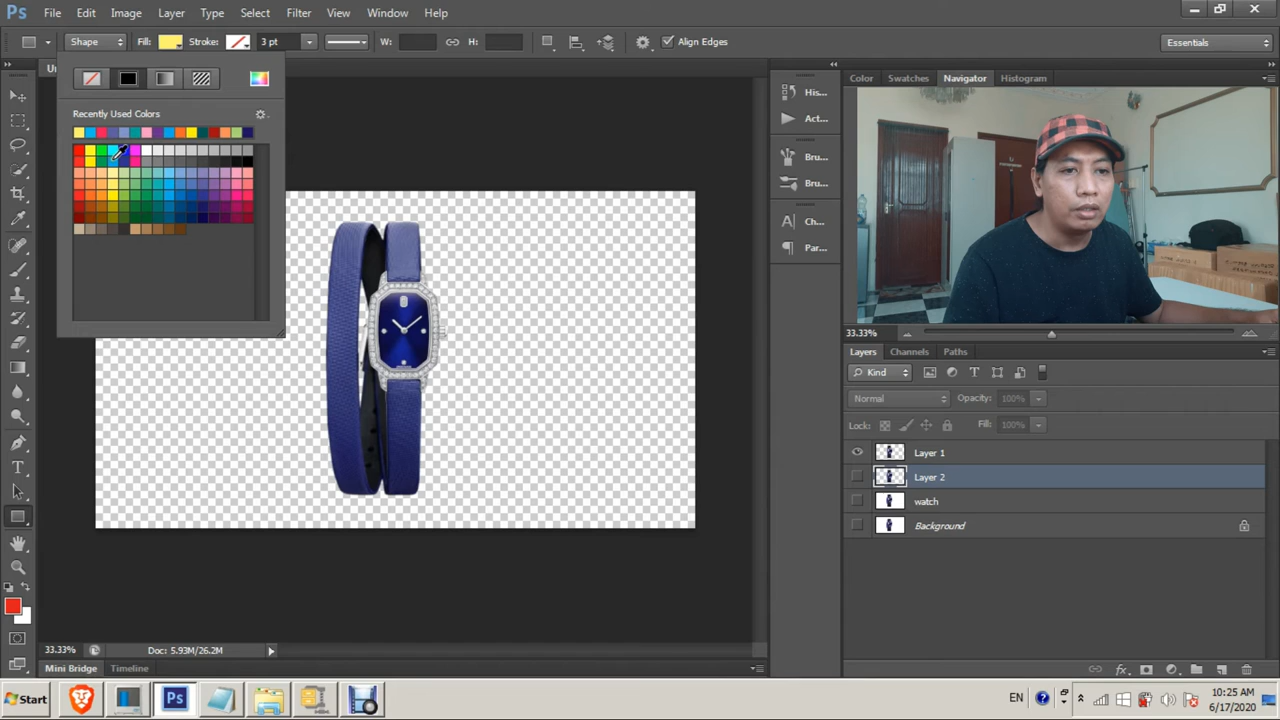 Ps File Edit Image Layer Type Select Filter View Window Help
Shape Fill: Stroke: 3 pt W: H: Align Edges Essentials
Un
Recently Used Colors
His...
Act...
Bru...
Bru...
Ch...
Par...
Color Swatches Navigator Histogram
33.33%
Layers Channels Paths
Kind
Normal Opacity: 100%
Lock: Fill: 100%
Layer 1
Layer 2
watch
Background
33.33% Doc: 5.93M/26.2M
Mini Bridge Timeline
Start Ps EN 10:25 AM
6/17/2020